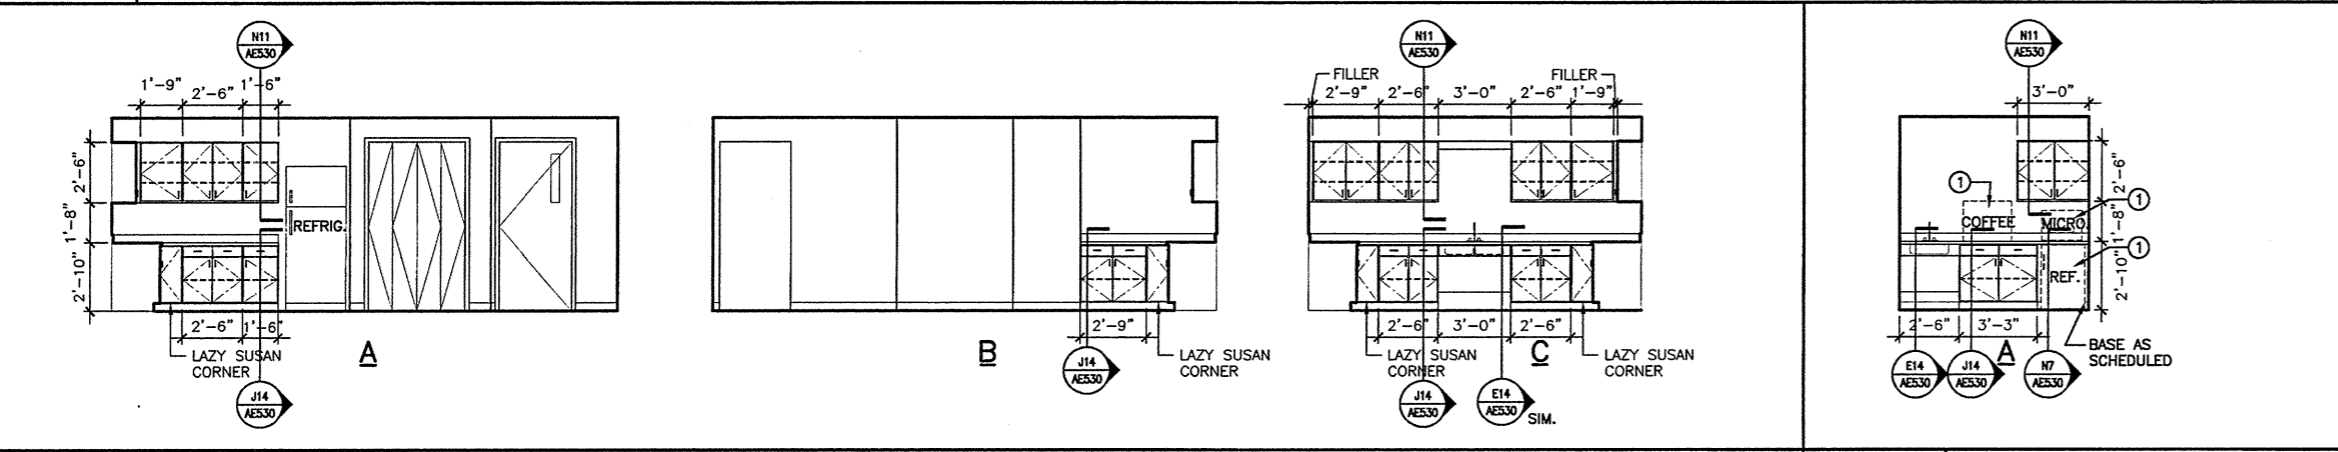 N11
AE530
1'-9"
2'-6"
1'-6"
2'-6"
1'-8"
2'-10"
REFRIG.
2'-6"
1'-6"
LAZY SUSAN
CORNER
A
J14
AE530
2'-9"
B
LAZY SUSAN
CORNER
J14
AE530
N11
AE530
FILLER
FILLER
2'-9"
2'-6"
3'-0"
2'-6"
1'-9"
2'-6"
3'-0"
2'-6"
LAZY SUSAN
CORNER
C
LAZY SUSAN
CORNER
J14
AE530
E14
AE530
SIM.
N11
AE530
3'-0"
2'-6"
1
1
COFFEE
MICRO.
1'-8"
1
REF.
2'-10"
2'-6"
3'-3"
A
BASE AS
SCHEDULED
E14
AE530
J14
AE530
N7
AE530